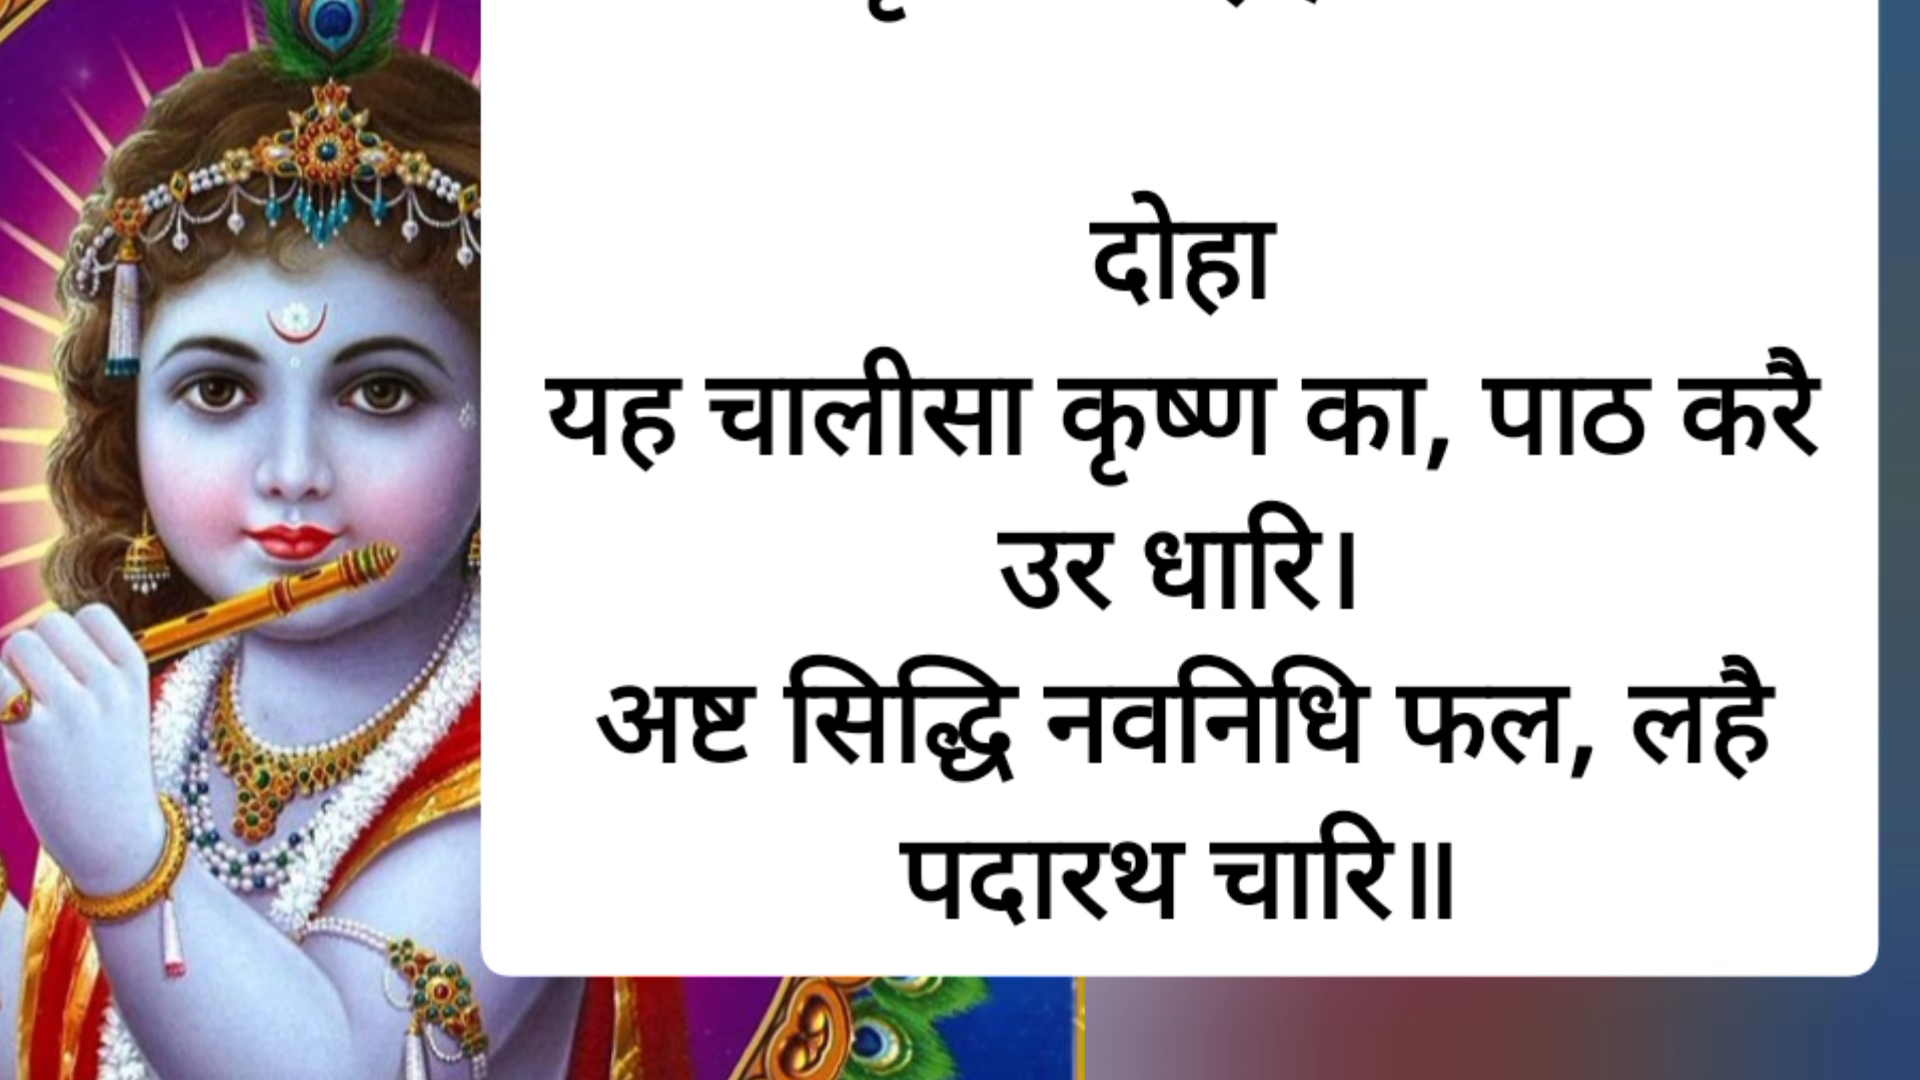 दोहा
यह चालीसा कृष्ण का, पाठ करै
उर धारि।
अष्ट सिद्धि नवनिधि फल, लहै
पदारथ चारि॥